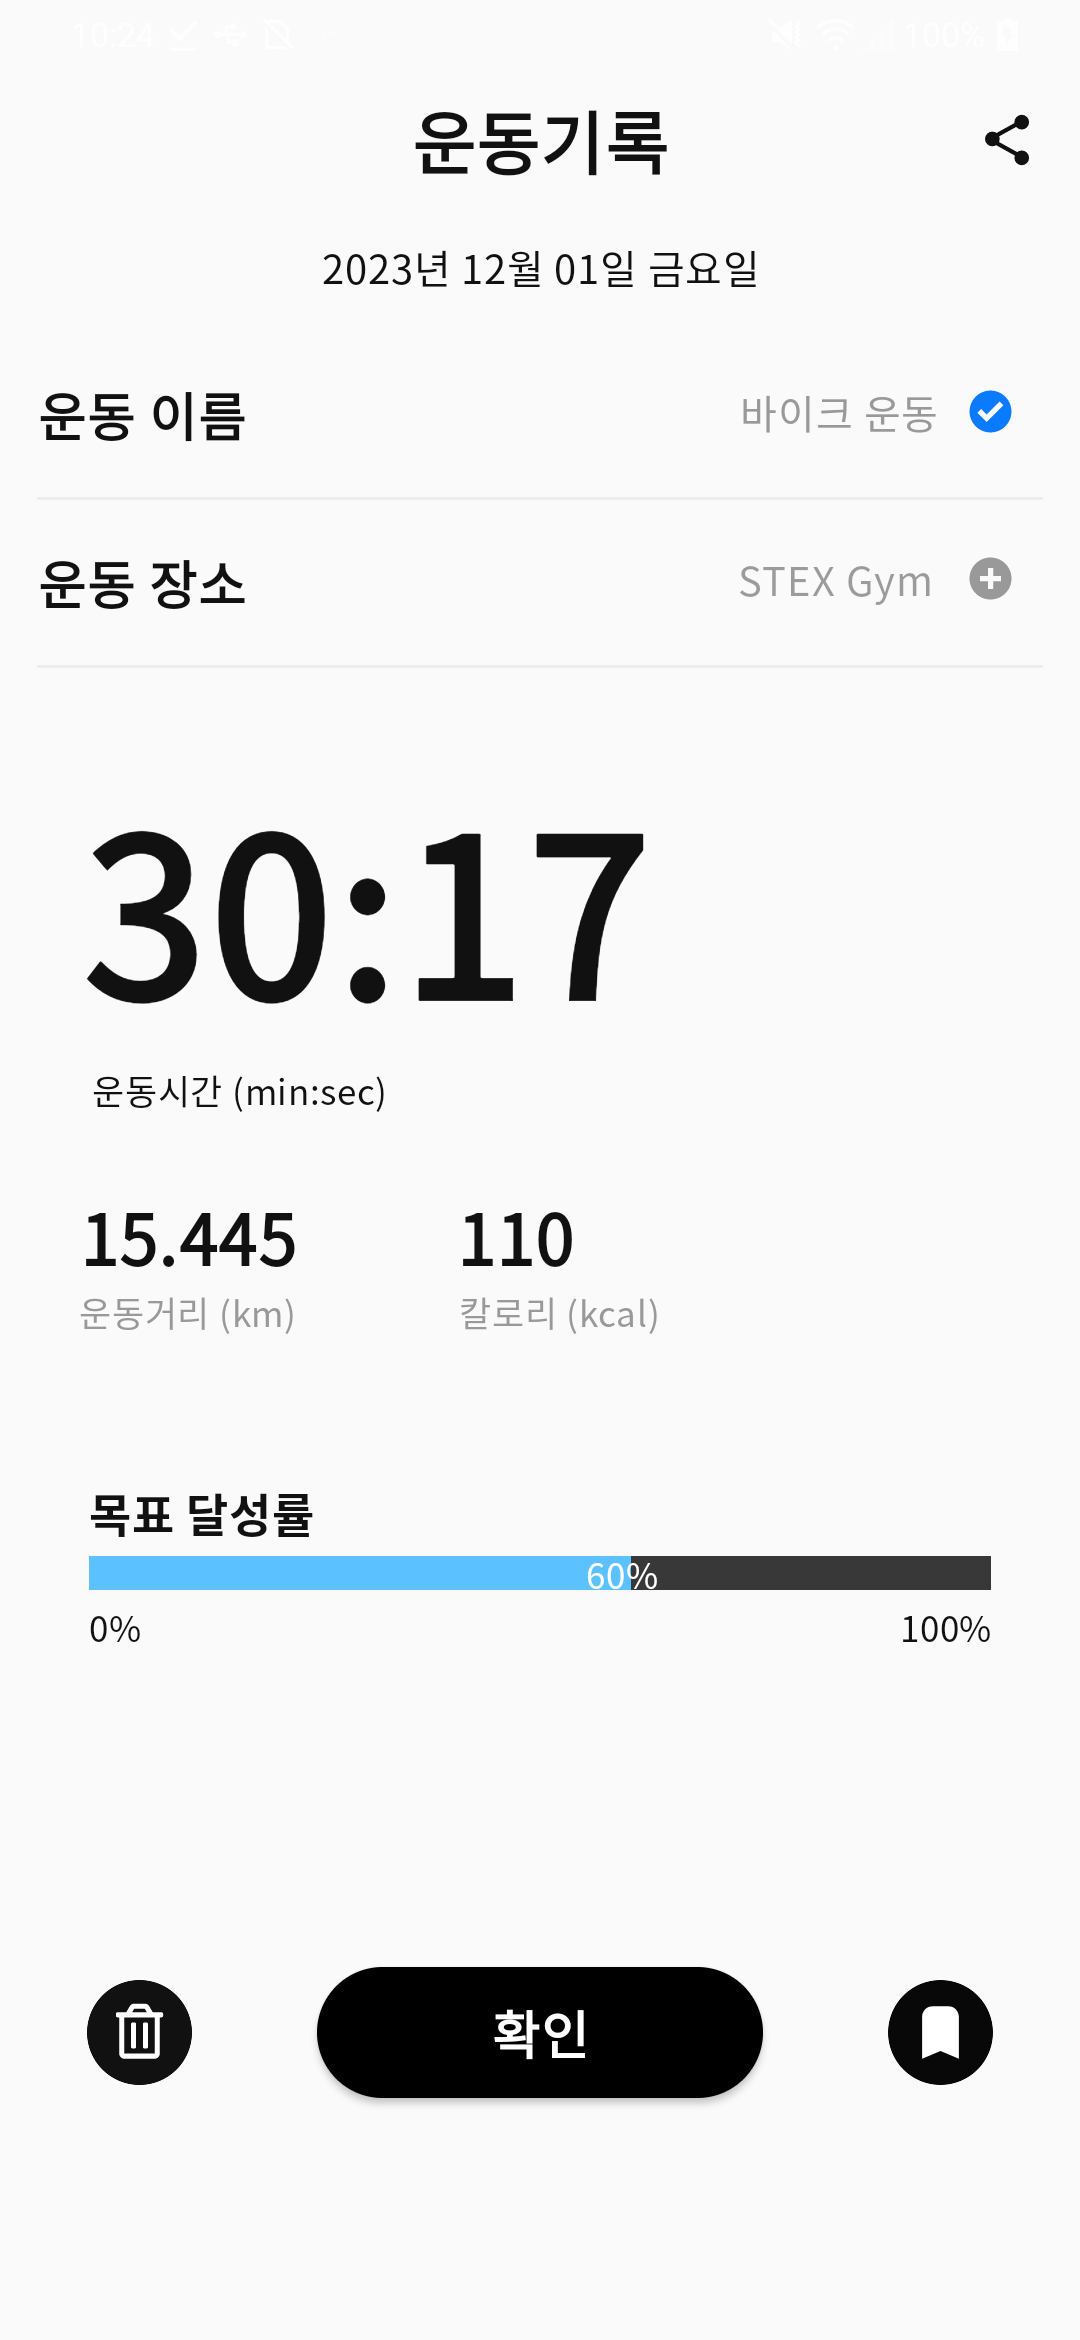 10:24 100%
운동기록
2023년 12월 01일 금요일
운동 이름 바이크 운동
운동 장소 STEX Gym
30:17
운동시간 (min:sec)
15.445 110
운동거리 (km) 칼로리 (kcal)
목표 달성률
60%
0% 100%
확인